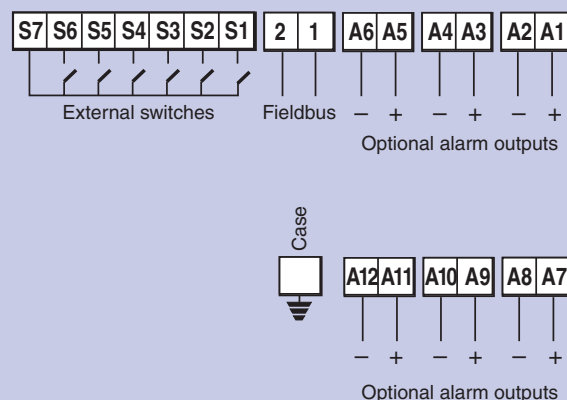 S7 S6 S5 S4 S3 S2 S1 2 1 A6 A5 A4 A3 A2 A1
External switches Fieldbus − + − + − +
Optional alarm outputs
Case
A12 A11 A10 A9 A8 A7
− + − + − +
Optional alarm outputs